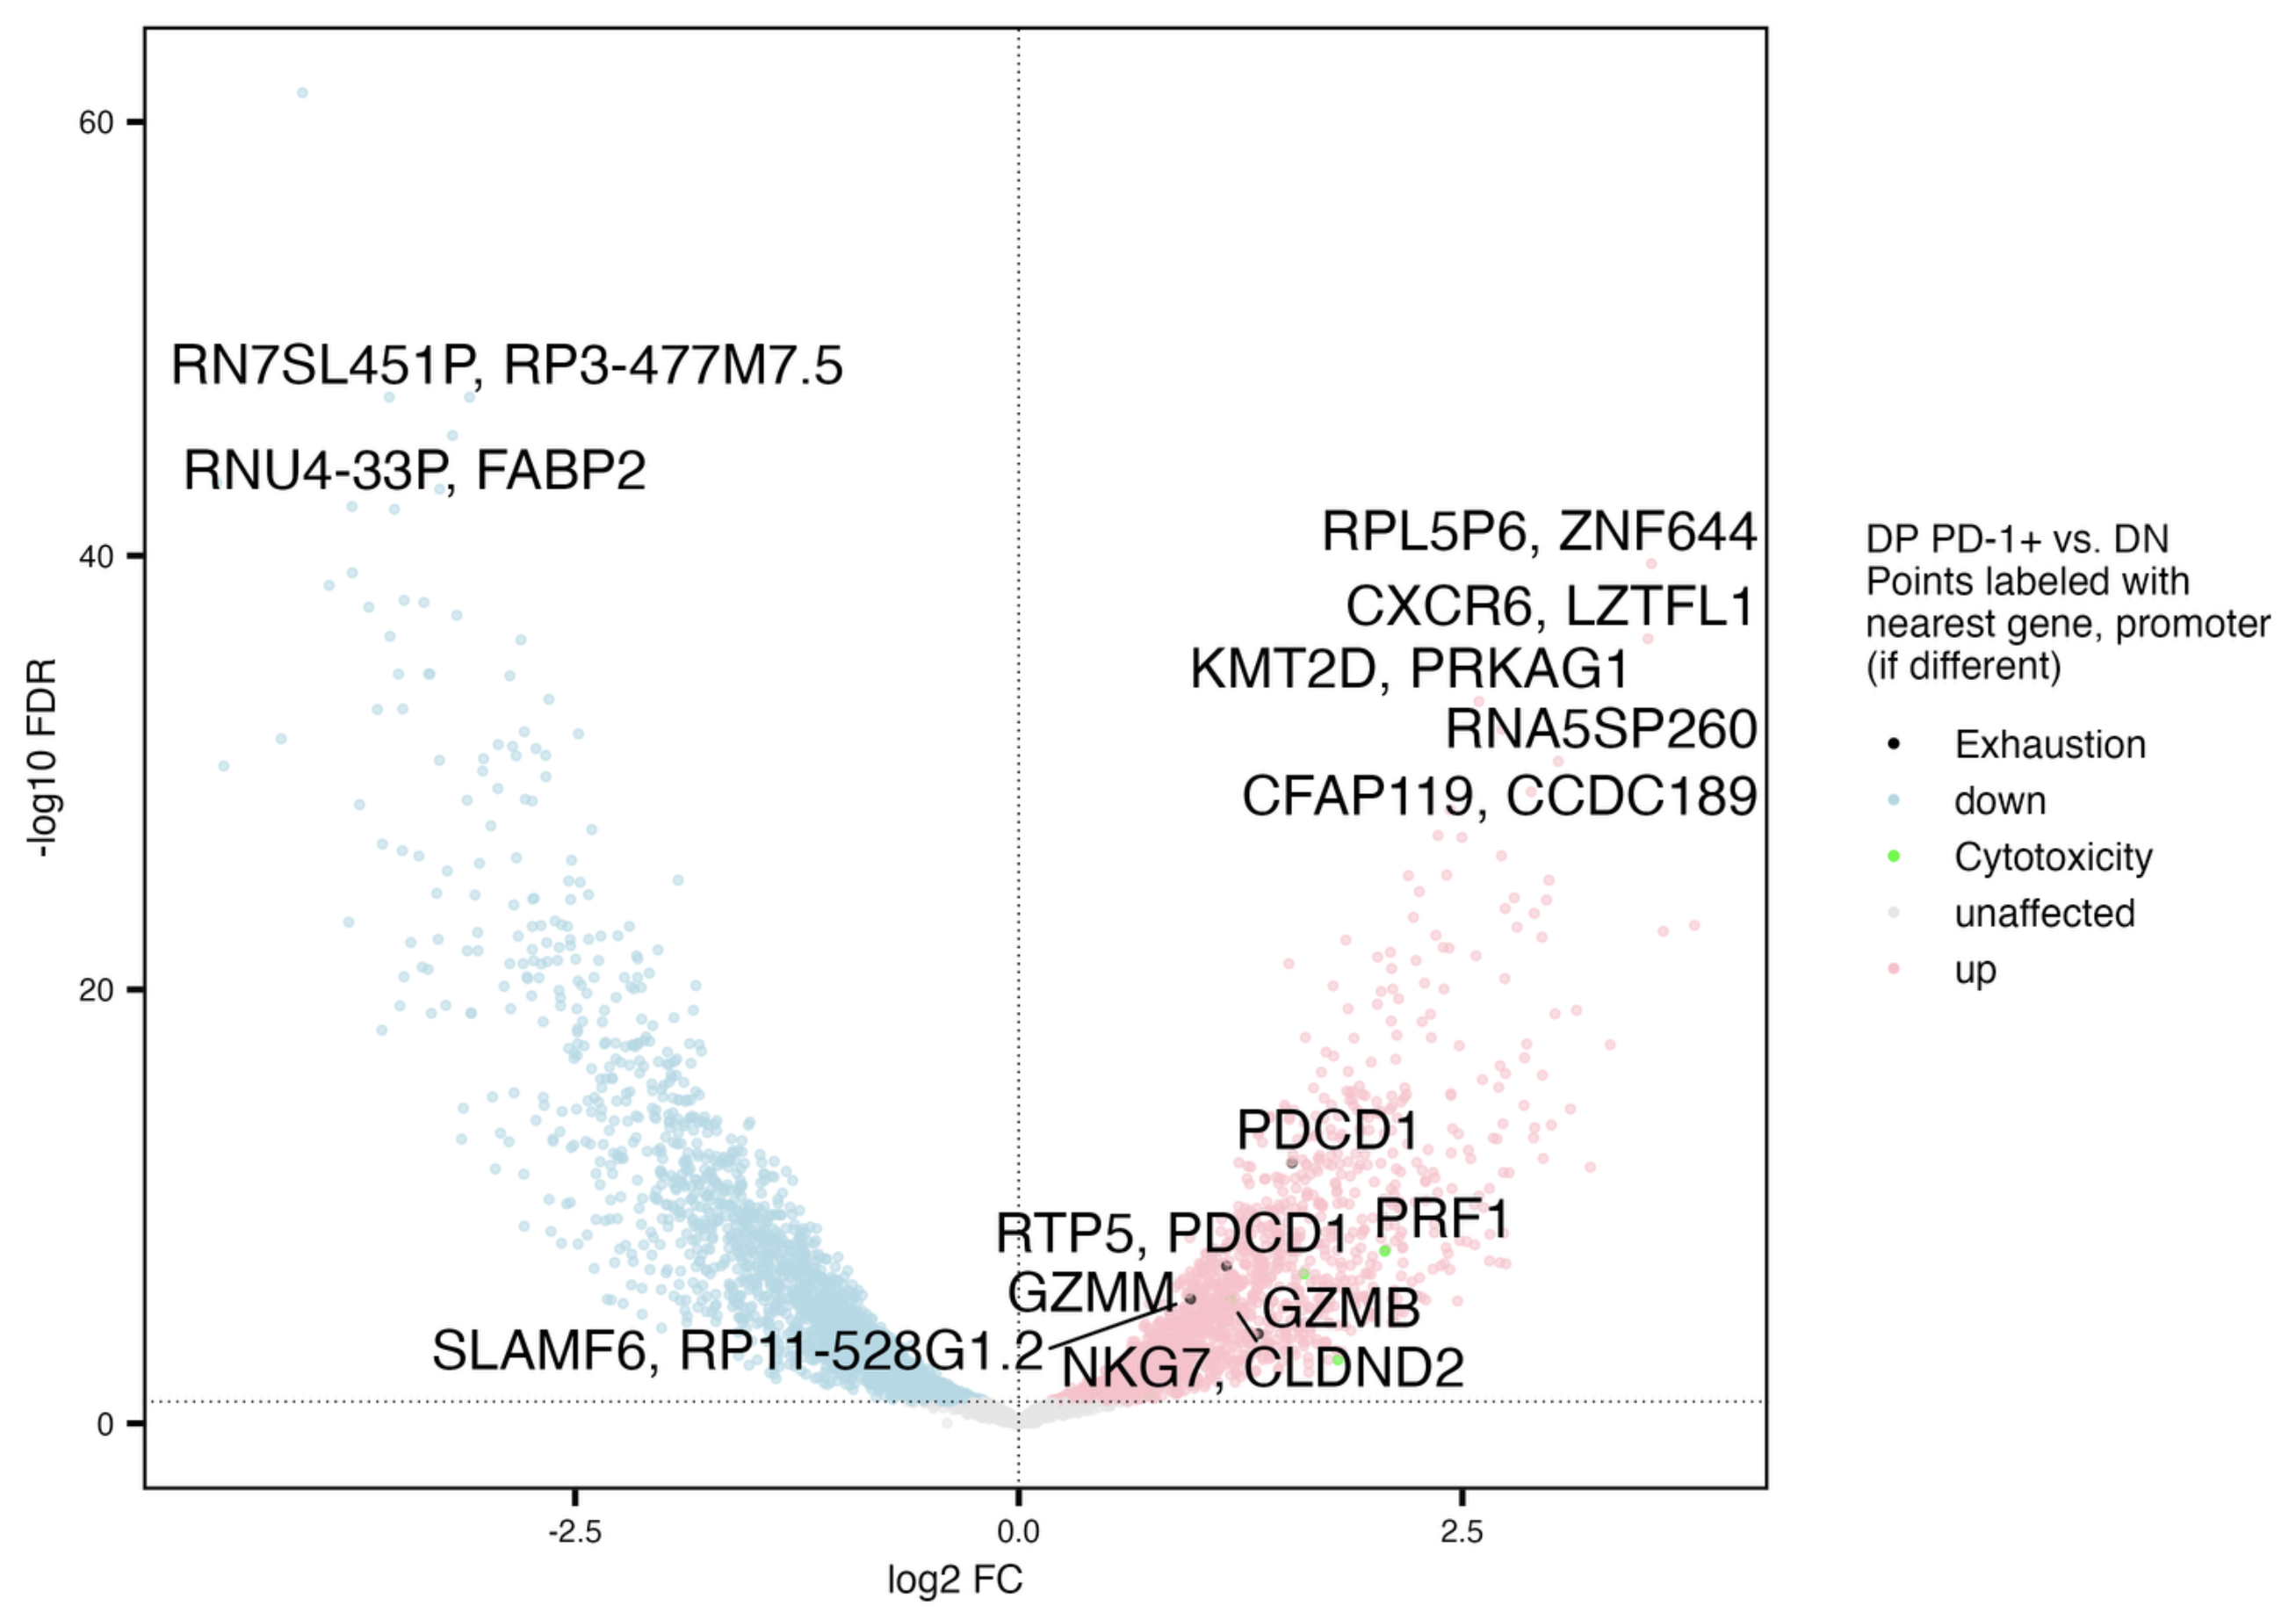 60
40
20
0
-log10 FDR
RN7SL451P, RP3-477M7.5
RNU4-33P, FABP2
RPL5P6, ZNF644
CXCR6, LZTFL1
KMT2D, PRKAG1
RNA5SP260
CFAP119, CCDC189
PDCD1
PRF1
RTP5, PDCD1
GZMM
GZMB
SLAMF6, RP11-528G1.2
NKG7, CLDND2
-2.5
0.0
2.5
log2 FC
DP PD-1+ vs. DN
Points labeled with
nearest gene, promoter
(if different)
Exhaustion
down
Cytotoxicity
unaffected
up